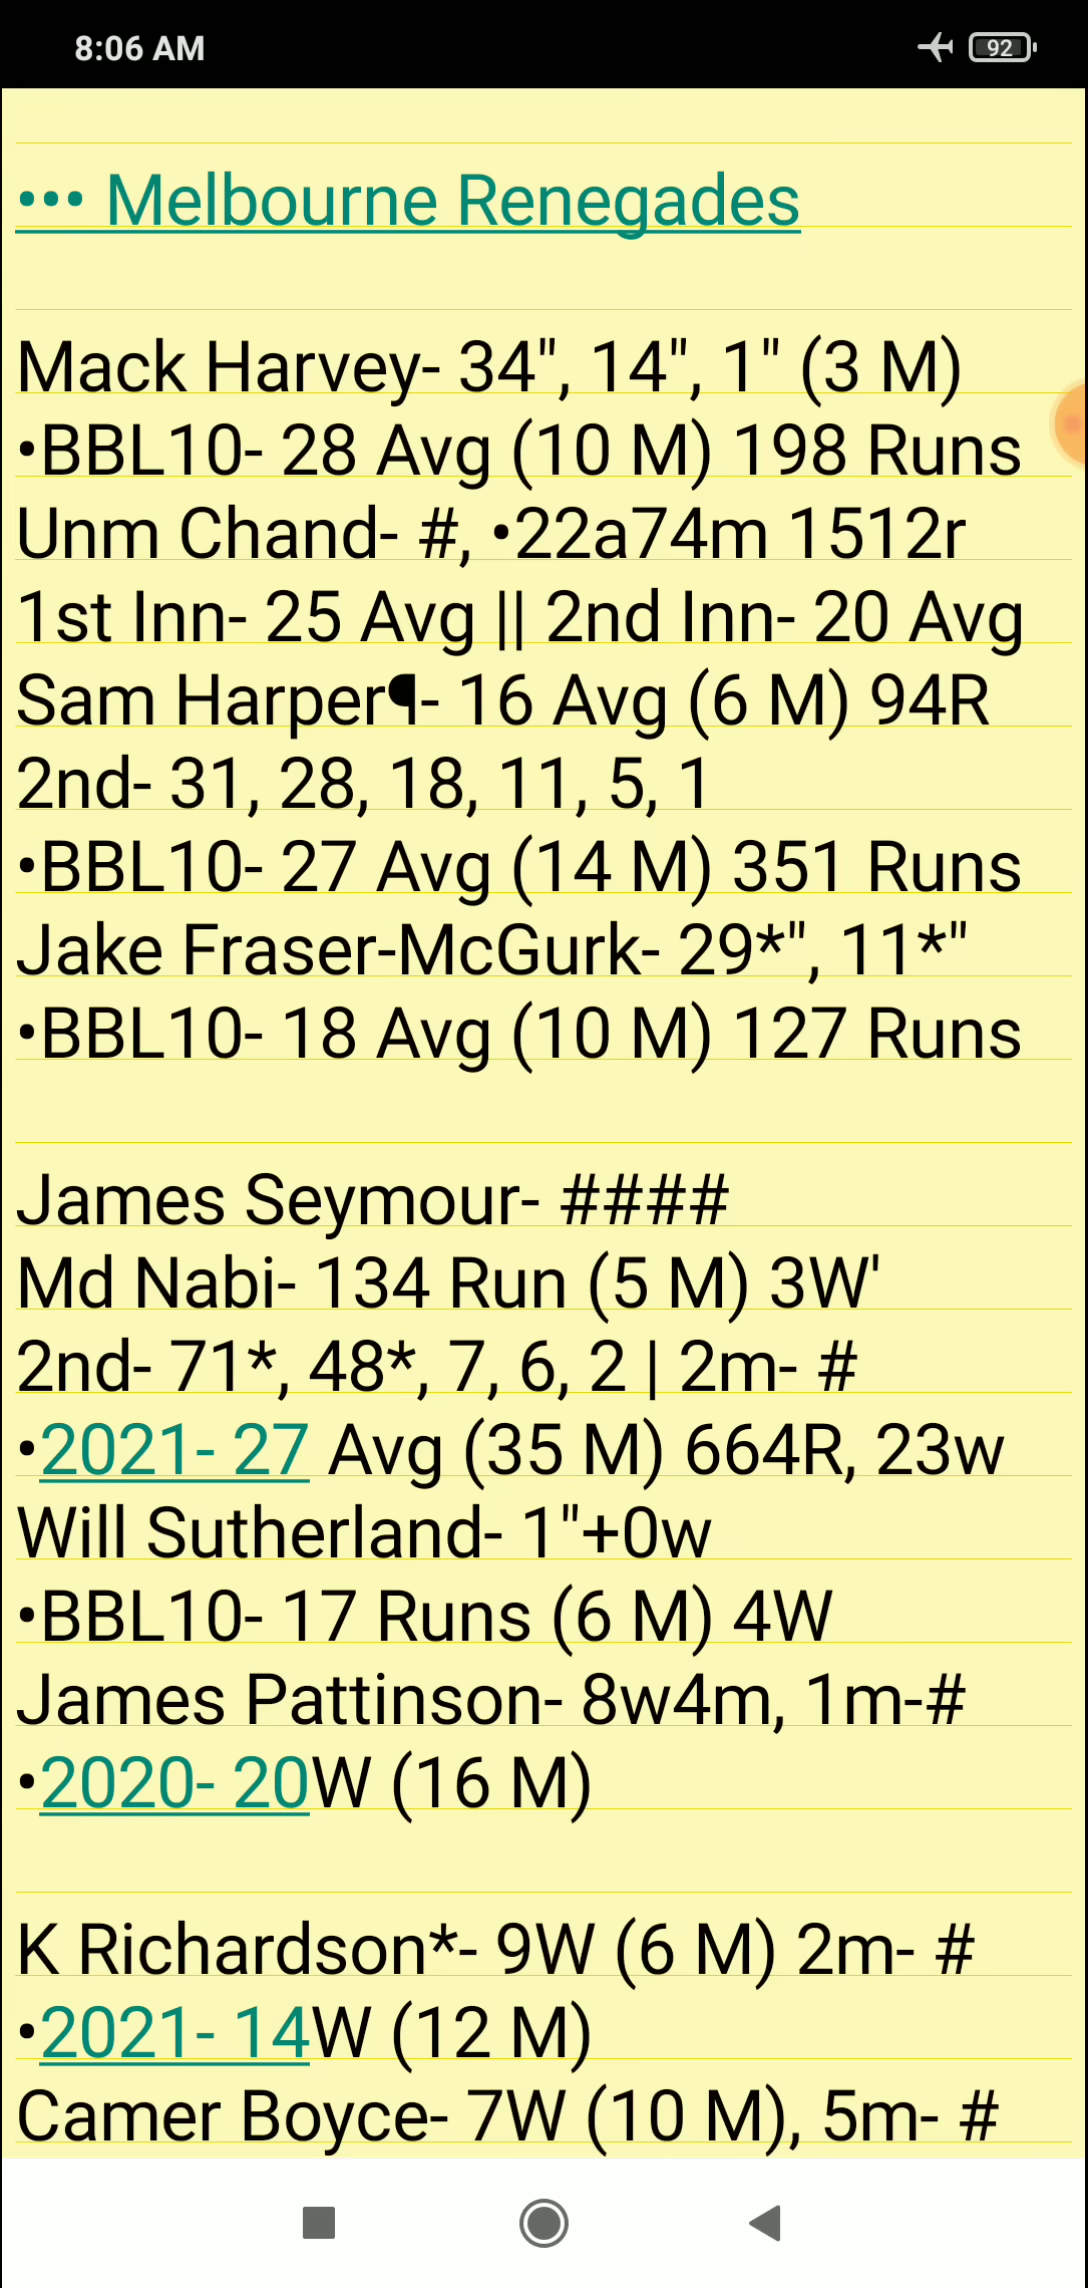 8:06 AM
92
••• Melbourne Renegades
Mack Harvey- 34", 14", 1" (3 M)
•BBL10- 28 Avg (10 M) 198 Runs
Unm Chand- #, •22a74m 1512r
1st Inn- 25 Avg || 2nd Inn- 20 Avg
Sam Harper¶- 16 Avg (6 M) 94R
2nd- 31, 28, 18, 11, 5, 1
•BBL10- 27 Avg (14 M) 351 Runs
Jake Fraser-McGurk- 29*", 11*"
•BBL10- 18 Avg (10 M) 127 Runs
James Seymour- ####
Md Nabi- 134 Run (5 M) 3W'
2nd- 71*, 48*, 7, 6, 2 | 2m- #
•2021- 27 Avg (35 M) 664R, 23w
Will Sutherland- 1"+0w
•BBL10- 17 Runs (6 M) 4W
James Pattinson- 8w4m, 1m-#
•2020- 20W (16 M)
K Richardson*- 9W (6 M) 2m- #
•2021- 14W (12 M)
Camer Boyce- 7W (10 M), 5m- #